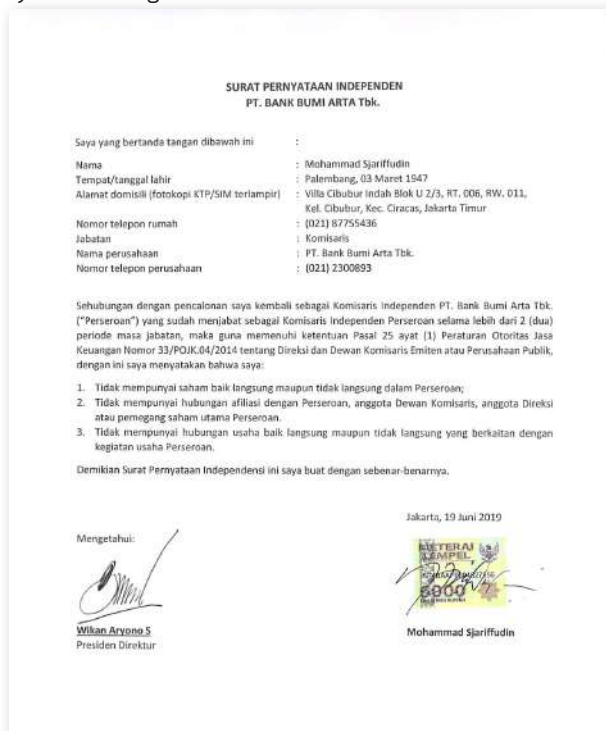 SURAT PERNYATAAN INDEPENDEN
PT. BANK BUMI ARTA Tbk.
Saya yang bertanda tangan dibawah ini :
Nama : Mohammad Sjariffudin
Tempat/tanggal lahir : Palembang, 03 Maret 1947
Alamat domisili (fotokopi KTP/SIM terlampir) : Villa Cibubur Indah Blok U 2/3, RT. 006, RW. 011,
Kel. Cibubur, Kec. Ciracas, Jakarta Timur
Nomor telepon rumah : (021) 87755436
Jabatan : Komisaris
Nama perusahaan : PT. Bank Bumi Arta Tbk.
Nomor telepon perusahaan : (021) 2300893
Sehubungan dengan pencalonan saya kembali sebagai Komisaris Independen PT. Bank Bumi Arta Tbk.
("Perseroan") yang sudah menjabat sebagai Komisaris Independen Perseroan selama lebih dari 2 (dua)
periode masa jabatan, maka guna memenuhi ketentuan Pasal 25 ayat (1) Peraturan Otoritas Jasa
Keuangan Nomor 33/POJK.04/2014 tentang Direksi dan Dewan Komisaris Emiten atau Perusahaan Publik,
dengan ini saya menyatakan bahwa saya:
1. Tidak mempunyai saham baik langsung maupun tidak langsung dalam Perseroan;
2. Tidak mempunyai hubungan afiliasi dengan Perseroan, anggota Dewan Komisaris, anggota Direksi
atau pemegang saham utama Perseroan.
3. Tidak mempunyai hubungan usaha baik langsung maupun tidak langsung yang berkaitan dengan
kegiatan usaha Perseroan.
Demikian Surat Pernyataan Independensi ini saya buat dengan sebenar-benarnya.
Jakarta, 19 Juni 2019
Mengetahui:
METERAI
TEMPEL
6000
Wikan Aryono S
Presiden Direktur
Mohammad Sjariffudin